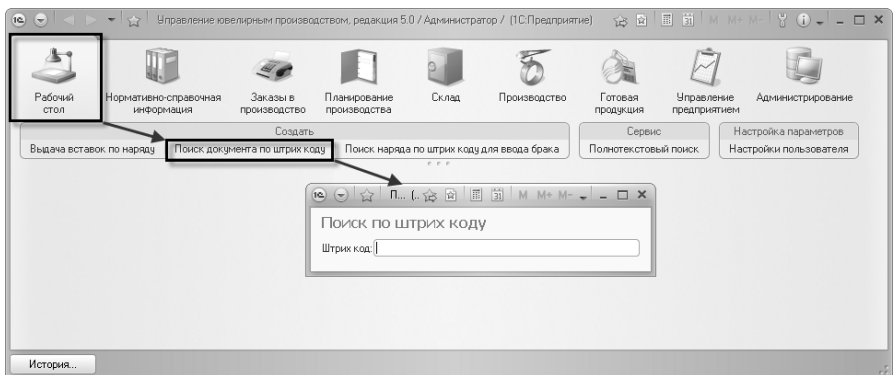 Управление ювелирным производством, редакция 5.0 / Администратор / (1С:Предприятие)
M M+ M-
Рабочий стол
Нормативно-справочная информация
Заказы в производство
Планирование производства
Склад
Производство
Готовая продукция
Управление предприятием
Администрирование
Создать
Сервис
Настройка параметров
Выдача вставок по наряду
Поиск документа по штрих коду
Поиск наряда по штрих коду для ввода брака
Полнотекстовый поиск
Настройки пользователя
П... (.. M M+ M-
Поиск по штрих коду
Штрих код:
История...